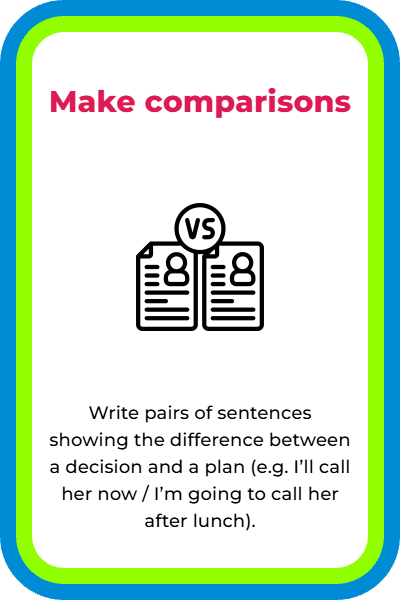 Make comparisons
VS
Write pairs of sentences
showing the difference between
a decision and a plan (e.g. I’ll call
her now / I’m going to call her
after lunch).